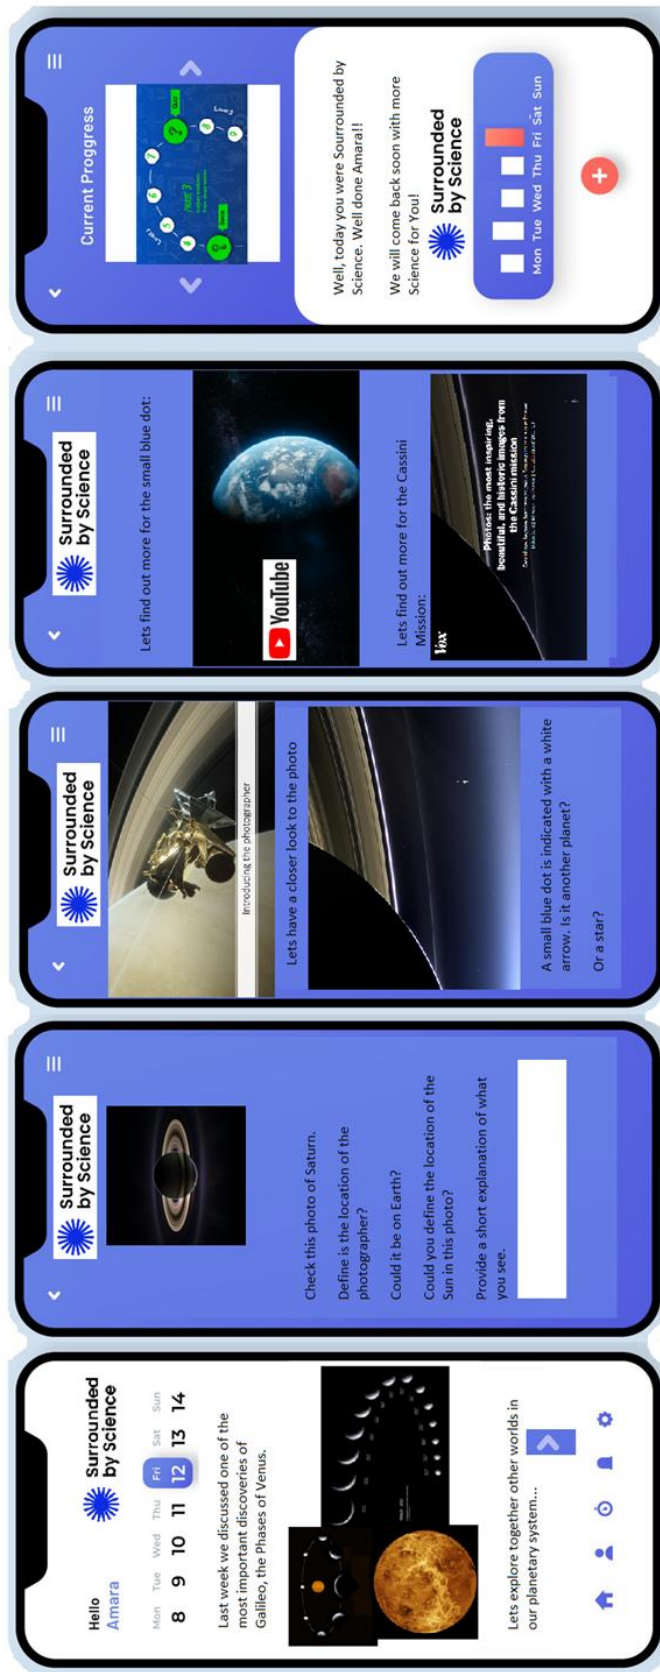 Hello
Amara
Surrounded
by Science
Mon Tue Wed Thu Fri Sat Sun
8 9 10 11 12 13 14
Last week we discussed one of the
most important discoveries of
Galileo, the Phases of Venus.
Lets explore together other worlds in
our planetary system...
Surrounded
by Science
Check this photo of Saturn.
Define is the location of the
photographer?
Could it be on Earth?
Could you define the location of the
Sun in this photo?
Provide a short explanation of what
you see.
Surrounded
by Science
Introducing the photographer
Lets have a closer look to the photo
A small blue dot is indicated with a white
arrow. Is it another planet?
Or a star?
Surrounded
by Science
Lets find out more for the small blue dot:
YouTube
Lets find out more for the Cassini
Mission:
Vox
Photos: the most inspiring,
beautiful, and historic images from
the Cassini mission
Current Proggress
4
5
6
7
?
Quiz
8
9
?
Well, today you were Sourrounded by
Science. Well done Amara!!
We will come back soon with more
Science for You!
Surrounded
by Science
Mon Tue Wed Thu Fri Sat Sun